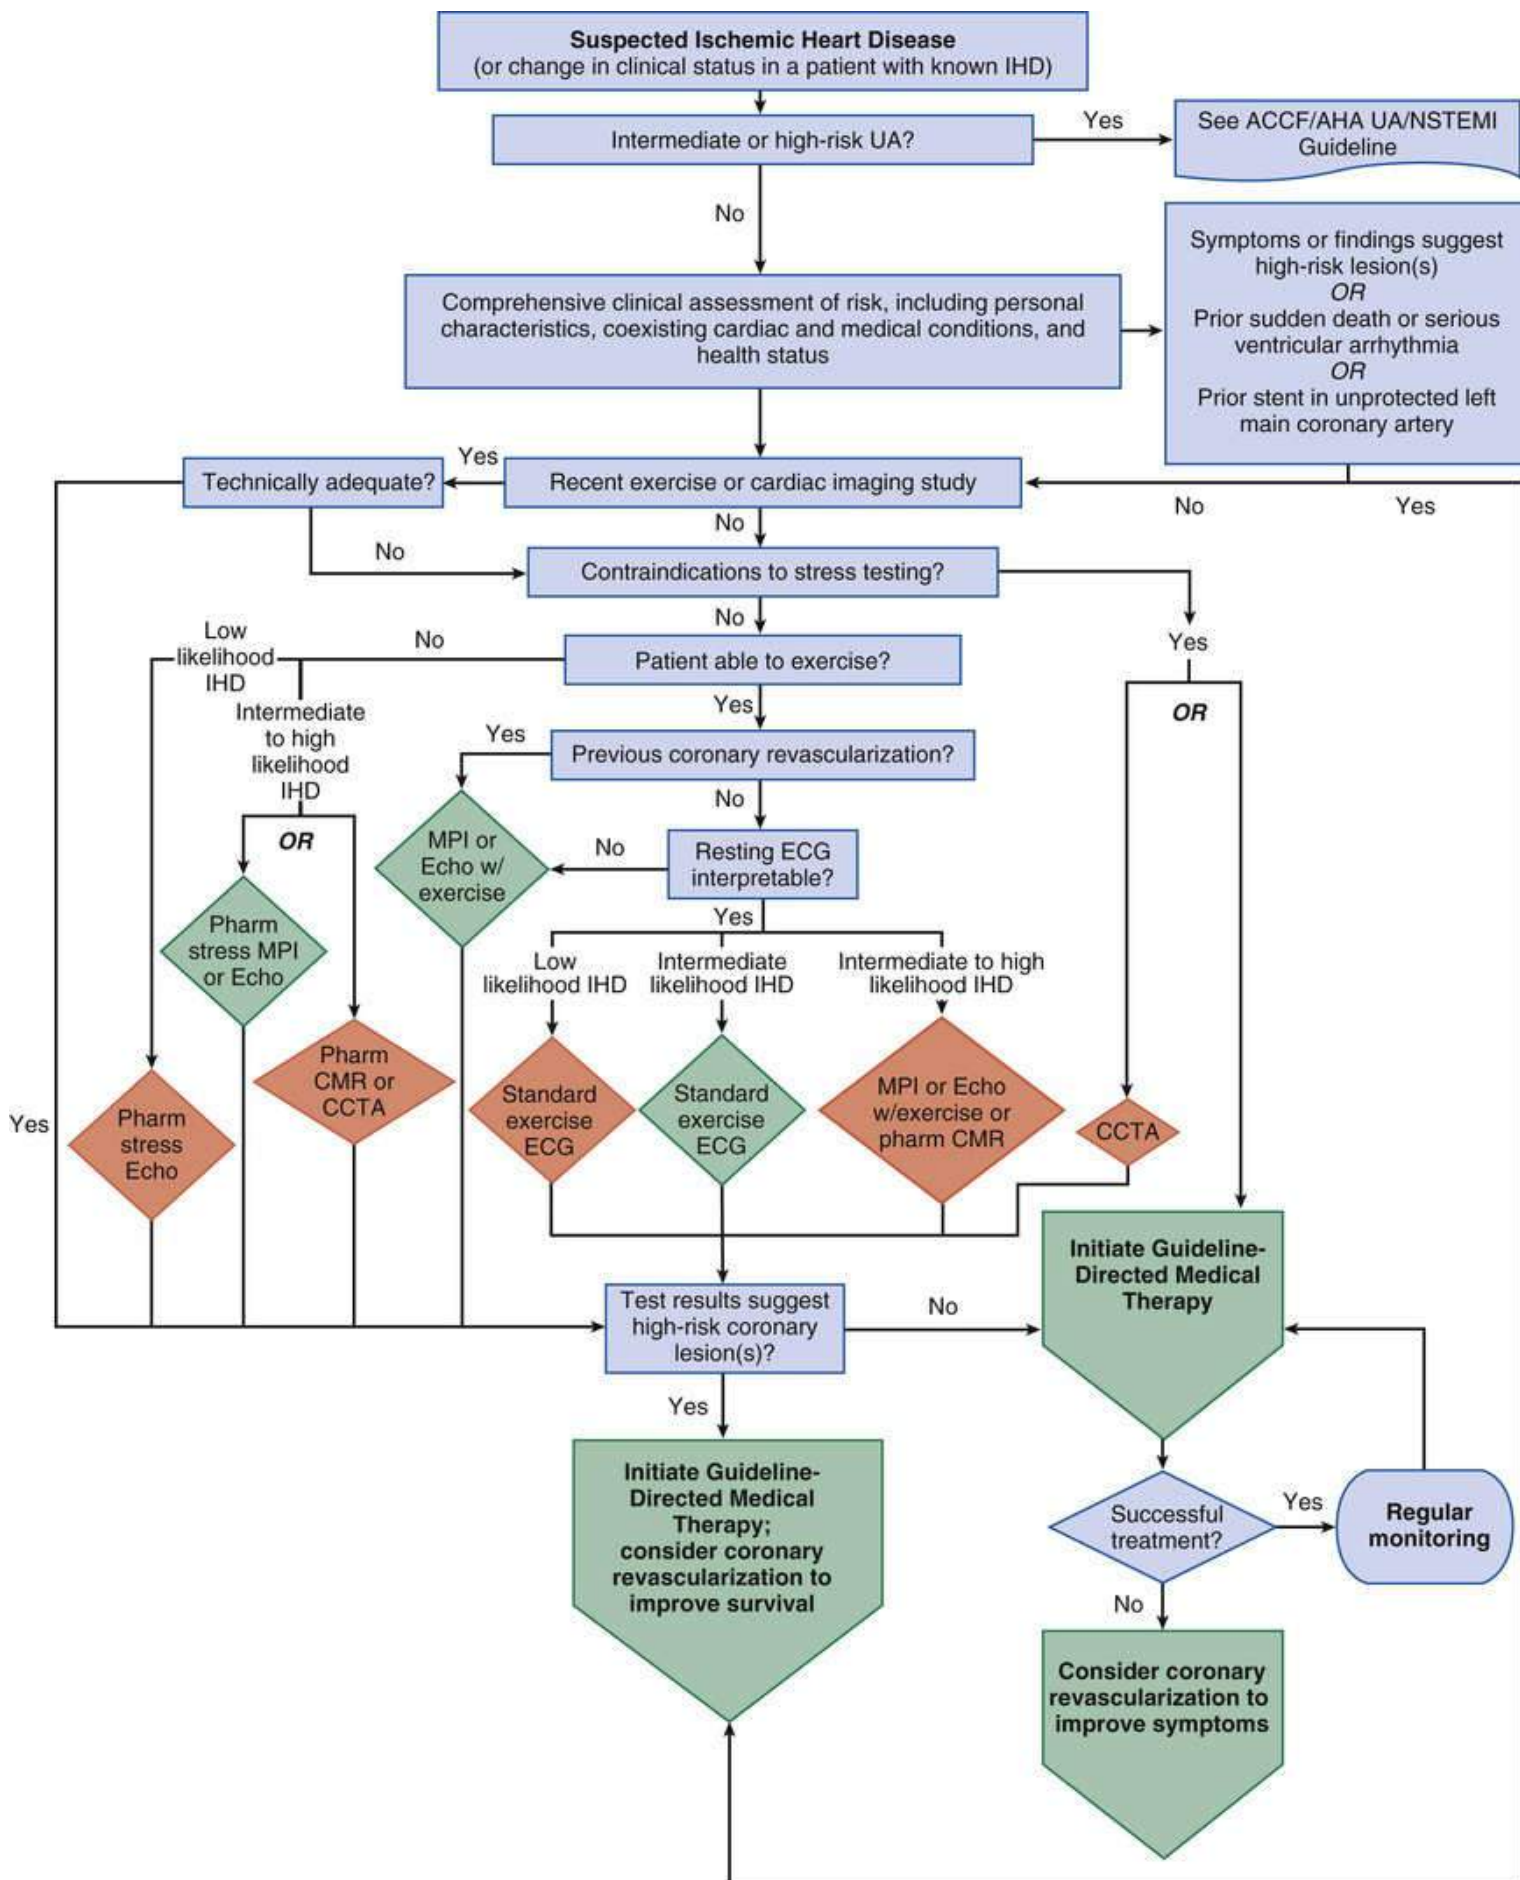 Suspected Ischemic Heart Disease
(or change in clinical status in a patient with known IHD)
Intermediate or high-risk UA?
Yes
See ACCF/AHA UA/NSTEMI
Guideline
No
Symptoms or findings suggest
high-risk lesion(s)
OR
Prior sudden death or serious
ventricular arrhythmia
OR
Prior stent in unprotected left
main coronary artery
Comprehensive clinical assessment of risk, including personal
characteristics, coexisting cardiac and medical conditions, and
health status
Technically adequate?
Yes
Recent exercise or cardiac imaging study
No
Yes
No
No
Contraindications to stress testing?
No
Yes
OR
Low
likelihood
IHD
No
Patient able to exercise?
Intermediate
to high
likelihood
IHD
OR
Yes
Yes
Previous coronary revascularization?
No
MPI or
Echo w/
exercise
No
Resting ECG
interpretable?
Yes
Pharm
stress MPI
or Echo
Low
likelihood IHD
Intermediate
likelihood IHD
Intermediate to high
likelihood IHD
Pharm
CMR or
CCTA
Pharm
stress
Echo
Standard
exercise
ECG
Standard
exercise
ECG
MPI or Echo
w/exercise or
pharm CMR
CCTA
Yes
Test results suggest
high-risk coronary
lesion(s)?
No
Initiate Guideline-
Directed Medical
Therapy
Yes
Initiate Guideline-
Directed Medical
Therapy;
consider coronary
revascularization to
improve survival
Successful
treatment?
Yes
Regular
monitoring
No
Consider coronary
revascularization to
improve symptoms